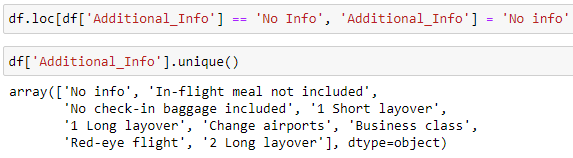 df.loc[df['Additional_Info'] == 'No Info', 'Additional_Info'] = 'No info'
df['Additional_Info'].unique()
array(['No info', 'In-flight meal not included',
       'No check-in baggage included', '1 Short layover',
       '1 Long layover', 'Change airports', 'Business class',
       'Red-eye flight', '2 Long layover'], dtype=object)